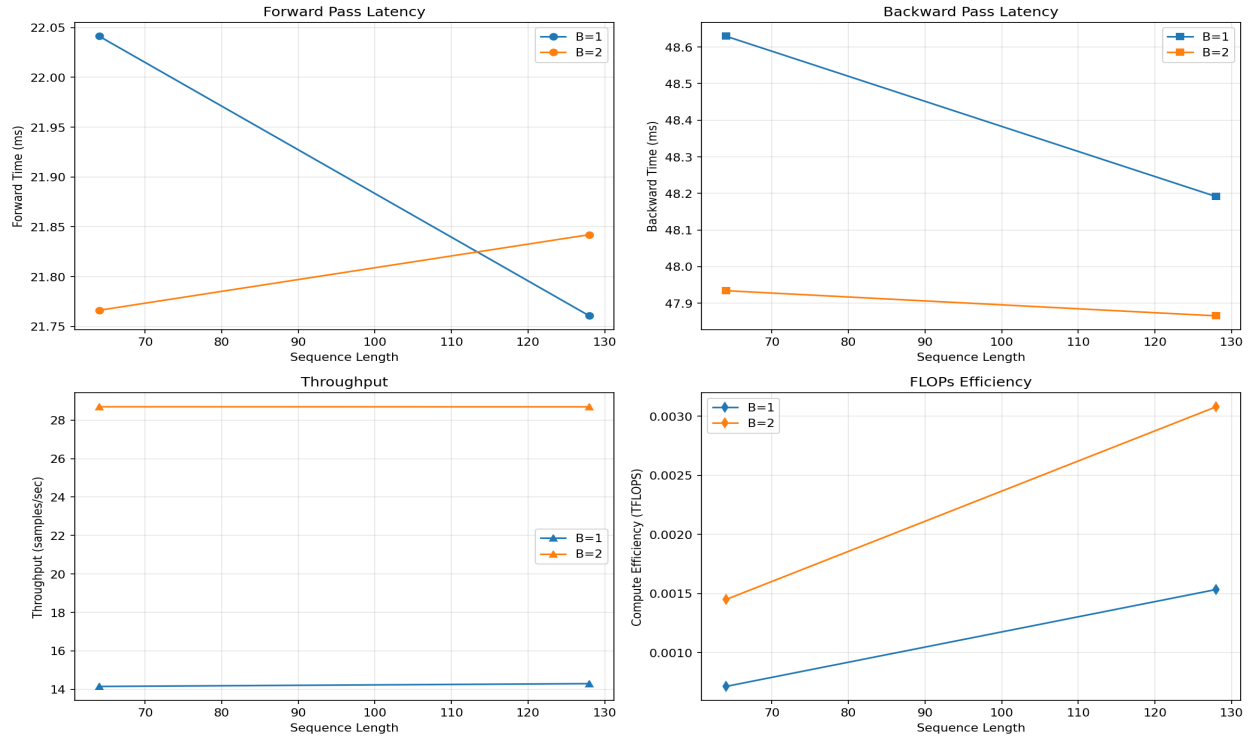 Forward Pass Latency
22.05
22.00
21.95
21.90
21.85
21.80
21.75
Forward Time (ms)
B=1
B=2
70 80 90 100 110 120 130
Sequence Length
Backward Pass Latency
48.6
48.5
48.4
48.3
48.2
48.1
48.0
47.9
Backward Time (ms)
B=1
B=2
70 80 90 100 110 120 130
Sequence Length
Throughput
28
26
24
22
20
18
16
14
Throughput (samples/sec)
B=1
B=2
70 80 90 100 110 120 130
Sequence Length
FLOPs Efficiency
0.0030
0.0025
0.0020
0.0015
0.0010
Compute Efficiency (TFLOPS)
B=1
B=2
70 80 90 100 110 120 130
Sequence Length